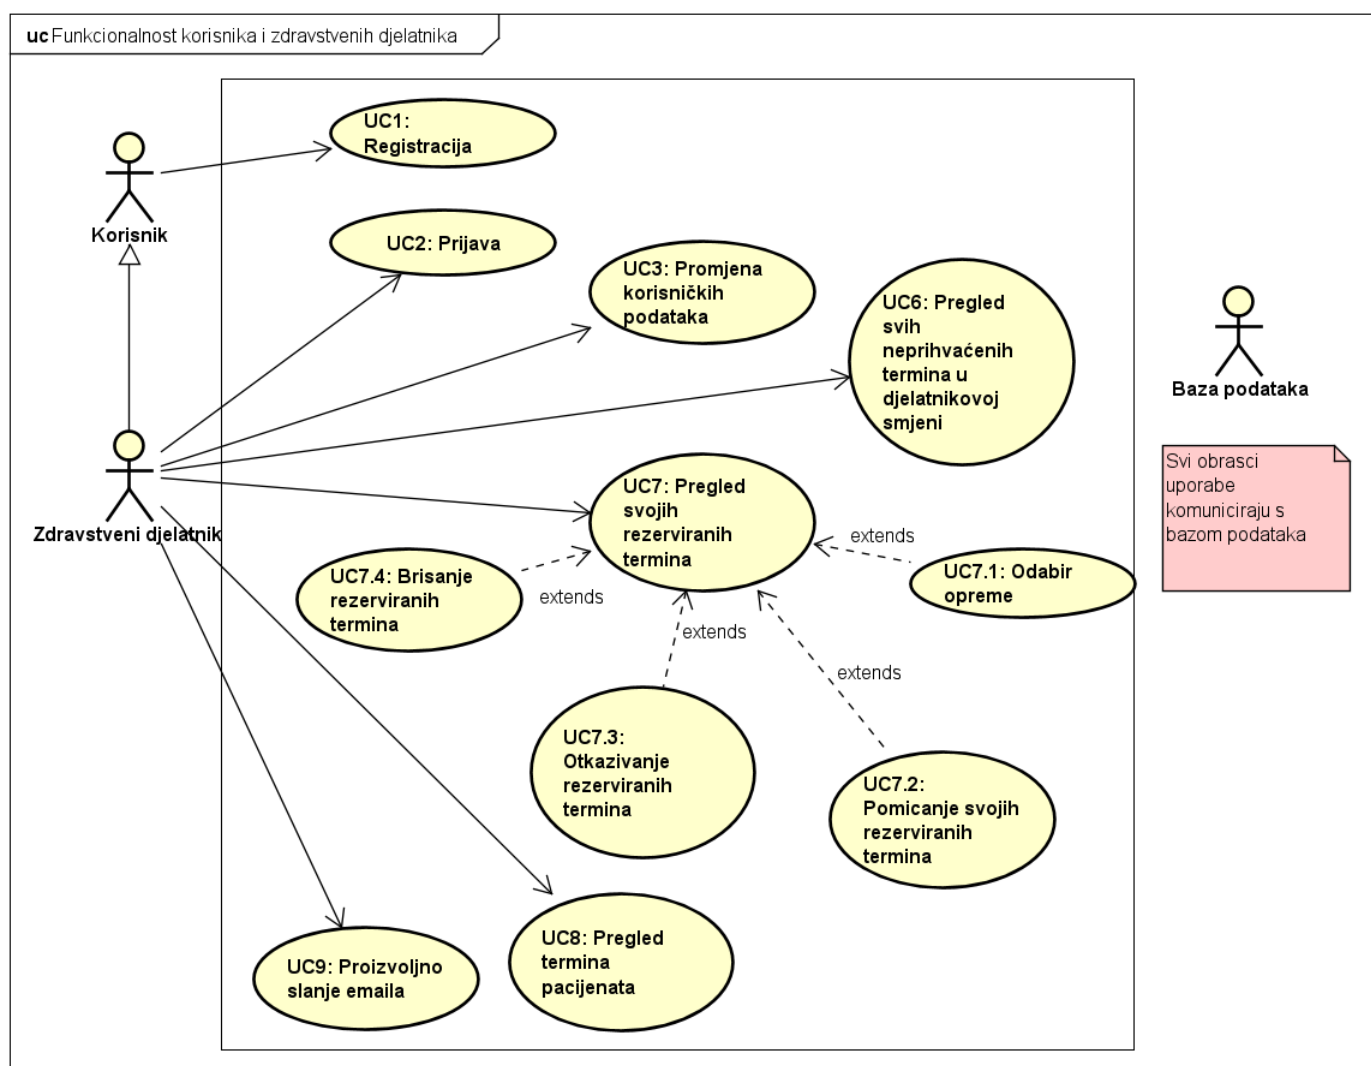 uc Funkcionalnost korisnika i zdravstvenih djelatnika
UC1:
Registracija
Korisnik
UC2: Prijava
UC3: Promjena
korisničkih
podataka
UC6: Pregled
svih
neprihvaćenih
termina u
djelatnikovoj
smjeni
Baza podataka
Svi obrasci
uporabe
komuniciraju s
bazom podataka
Zdravstveni djelatnik
UC7: Pregled
svojih
rezerviranih
termina
extends
UC7.1: Odabir
opreme
UC7.4: Brisanje
rezerviranih
termina
extends
extends
extends
UC7.3:
Otkazivanje
rezerviranih
termina
UC7.2:
Pomicanje svojih
rezerviranih
termina
UC8: Pregled
termina
pacijenata
UC9: Proizvoljno
slanje emaila